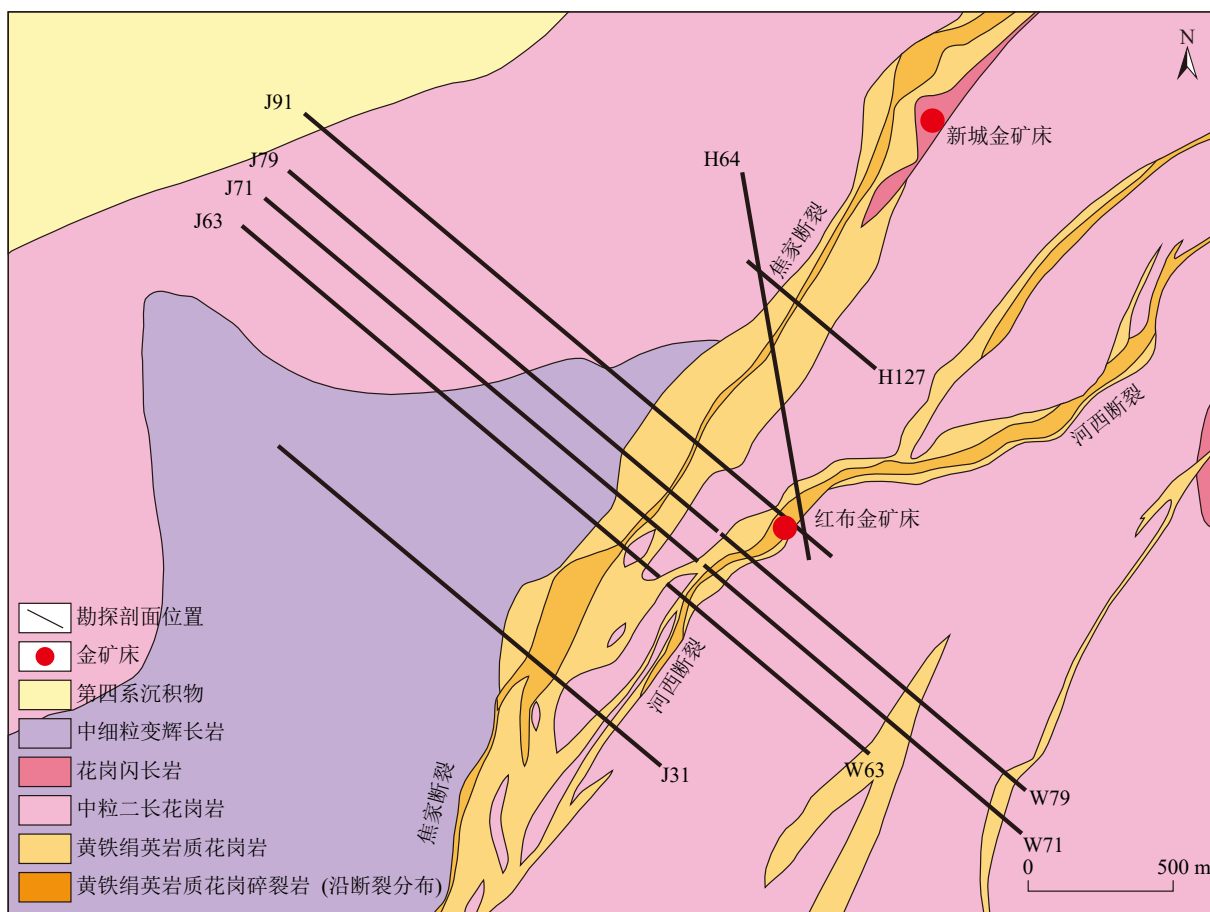 N
J91
新城金矿床
J79
H64
J71
J63
焦家断裂
H127
河西断裂
红布金矿床
河西断裂
勘探剖面位置
金矿床
第四系沉积物
中细粒变辉长岩
花岗闪长岩
中粒二长花岗岩
黄铁绢英岩质花岗岩
黄铁绢英岩质花岗碎裂岩 (沿断裂分布)
焦家断裂
J31
W63
W79
W71
0 500 m